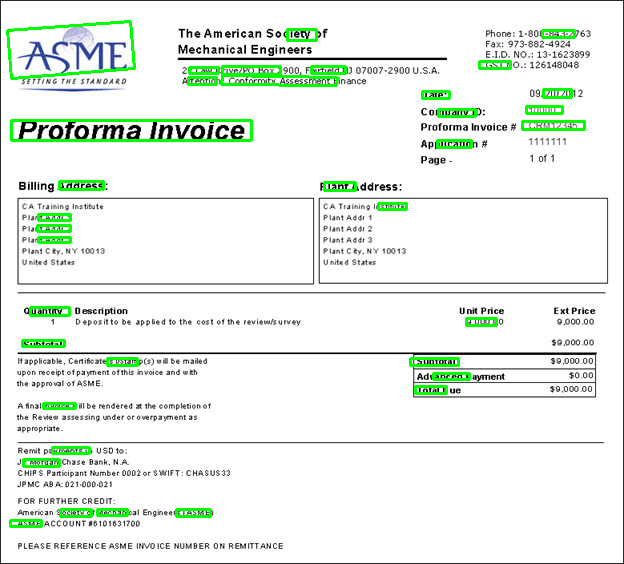 ASME
SETTING THE STANDARD
The American Society of
Mechanical Engineers
Drive/PO Box 2900, Fairfield NJ 07007-2900 U.S.A.
Attention: Conformity Assessment Finance
Phone: 1-800-843-2763
Fax: 973-882-4924
E.I.D. NO.: 13-1623899
GST NO.: 126148048
Proforma Invoice
Date: 09/20/2012
Company ID:
Proforma Invoice #
Application # 1111111
Page - 1 of 1
Billing Address:
CA Training Institute
Plant Addr 1
Plant Addr 2
Plant Addr 3
Plant City, NY 10013
United States
Plant Address:
CA Training Institute
Plant Addr 1
Plant Addr 2
Plant Addr 3
Plant City, NY 10013
United States
Quantity Description Unit Price Ext Price
1 Deposit to be applied to the cost of the review/survey 9,000.00 9,000.00
Subtotal $9,000.00
If applicable, Certificate & stamp(s) will be mailed
upon receipt of payment of this invoice and with
the approval of ASME.
Subtotal $9,000.00
Advanced Payment $0.00
Total Due $9,000.00
A final invoice will be rendered at the completion of
the Review assessing under or overpayment as
appropriate.
Remit payments in USD to:
JP Morgan Chase Bank, N.A.
CHIPS Participant Number 0002 or SWIFT: CHASUS33
JPMC ABA: 021-000-021
FOR FURTHER CREDIT:
American Society of Mechanical Engineers (ASME)
ASME ACCOUNT #6101631700
PLEASE REFERENCE ASME INVOICE NUMBER ON REMITTANCE